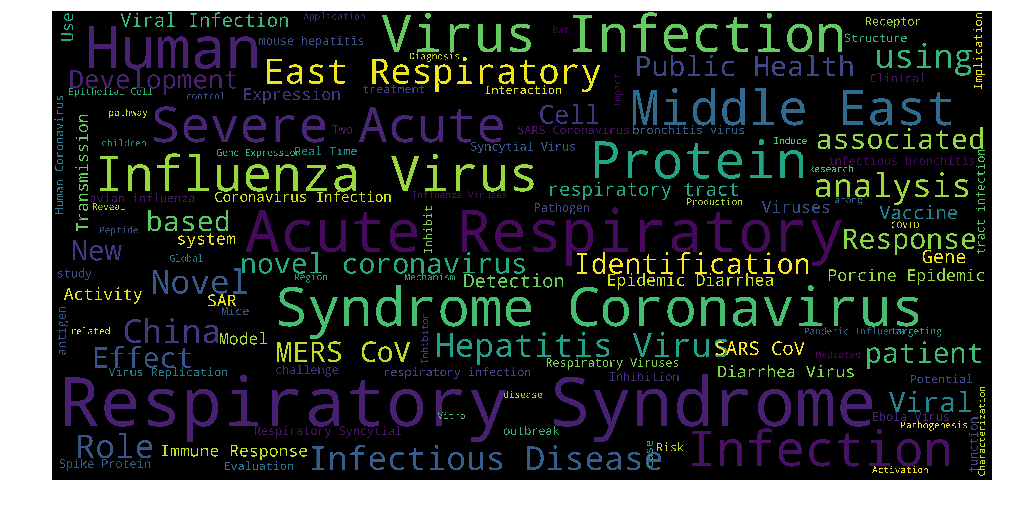 Use
Viral Infection
Application
Virus Infection
East
Receptor
Structure
Implication
Human
mouse hepatitis
Diagnosis
using
Development
East Respiratory
Public Health
Clinical
Epithelial Cell
control
Expression
treatment
Interaction
Impact
Middle East
Human Coronavirus
pathway
Severe Acute
Two
SARS Coronavirus
Cell
bronchitis virus
Transmission
children
Gene Expression
Real Time
Syncytial Virus
Induce
associated
Influenza Virus
Protein
infectious bronchitis
Research
tract infection
avian influenza
Coronavirus Infection
Influenza Viruses
respiratory tract
Production
along
analysis
Reveal
based
Peptide
system
Acute Respiratory
Inhibit
Pathogen
Viruses
Vaccine
covid
Response
New
Global
novel coronavirus
Identification
Gene
study
Novel
Region
Mechanism
Detection
Epidemic Diarrhea
Porcine Epidemic
Activity
SAR
Mice
Syndrome Coronavirus
antigen
related
China
Model
Inhibitor
Hepatitis Virus
Pandemic Influenza
targeting
Effect
MERS CoV
SARS CoV
Mediated
patient
Virus Replication
challenge
respiratory infection
Respiratory Viruses
Inhibition
Diarrhea Virus
Potential
Respiratory Syndrome
disease
Vitro
Viral
Ebola Virus
Pathogenesis
Characterization
Role
Respiratory Syncytial
outbreak
Infection
Immune Response
Risk
function
Spike Protein
Evaluation
Infectious Disease
Activation